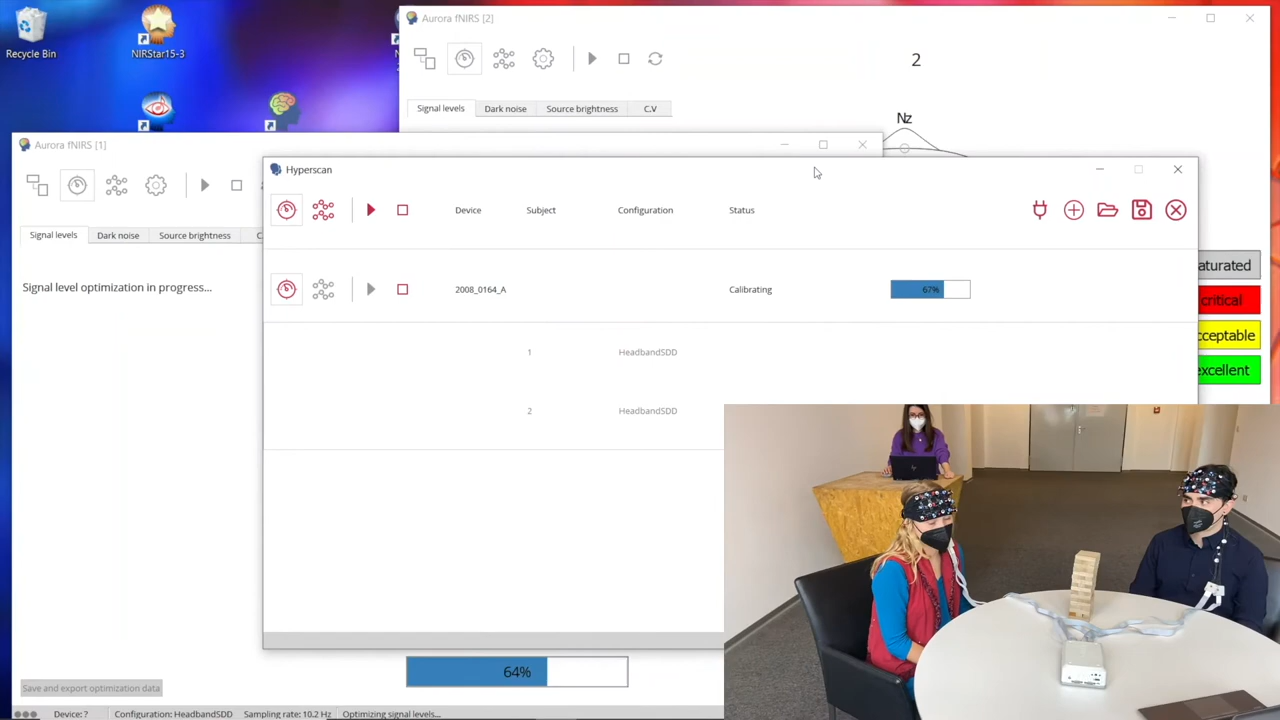 Recycle Bin
NIRStar15-3
Aurora fNIRS [2]
2
Signal levels
Dark noise
Source brightness
C.V
Nz
Aurora fNIRS [1]
Signal levels
Dark noise
Source brightness
Signal level optimization in progress...
Hyperscan
Device
Subject
Configuration
Status
2008_0164_A
Calibrating
67%
1
HeadbandSDD
2
HeadbandSDD
aturated
critical
cceptable
excellent
64%
Save and export optimization data
Device: ?
Configuration: HeadbandSDD
Sampling rate: 10.2 Hz
Optimizing signal levels...